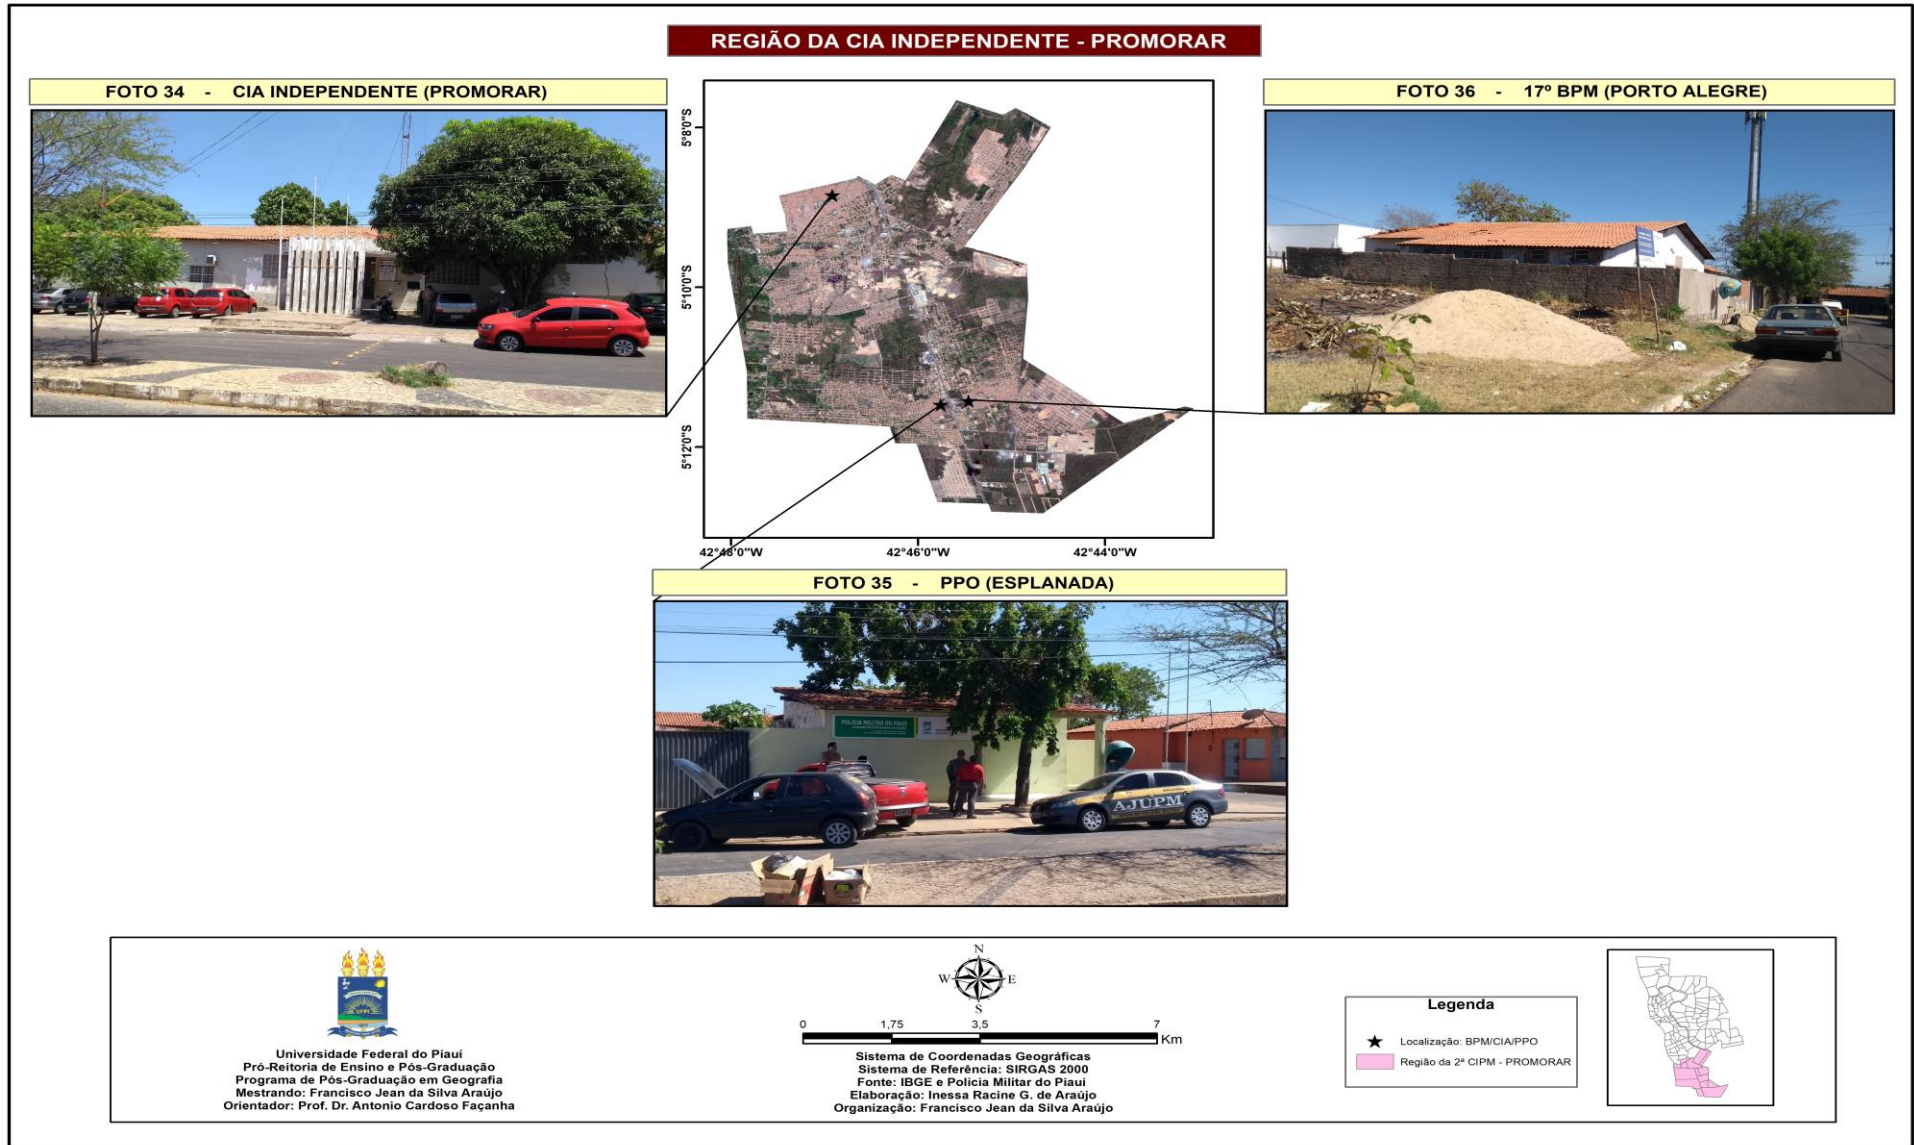 REGIÃO DA CIA INDEPENDENTE - PROMORAR
FOTO 34 - CIA INDEPENDENTE (PROMORAR)
FOTO 36 - 17º BPM (PORTO ALEGRE)
5°8'0"S
5°10'0"S
5°12'0"S
42°48'0"W
42°46'0"W
42°44'0"W
FOTO 35 - PPO (ESPLANADA)
POLÍCIA MILITAR DO PIAUÍ
AJUPM
UFPI
Universidade Federal do Piauí
Pró-Reitoria de Ensino e Pós-Graduação
Programa de Pós-Graduação em Geografia
Mestrando: Francisco Jean da Silva Araújo
Orientador: Prof. Dr. Antonio Cardoso Façanha
N
W
E
S
0
1,75
3,5
7
Km
Sistema de Coordenadas Geográficas
Sistema de Referência: SIRGAS 2000
Fonte: IBGE e Policia Militar do Piauí
Elaboração: Inessa Racine G. de Araújo
Organização: Francisco Jean da Silva Araújo
Legenda
Localização: BPM/CIA/PPO
Região da 2ª CIPM - PROMORAR